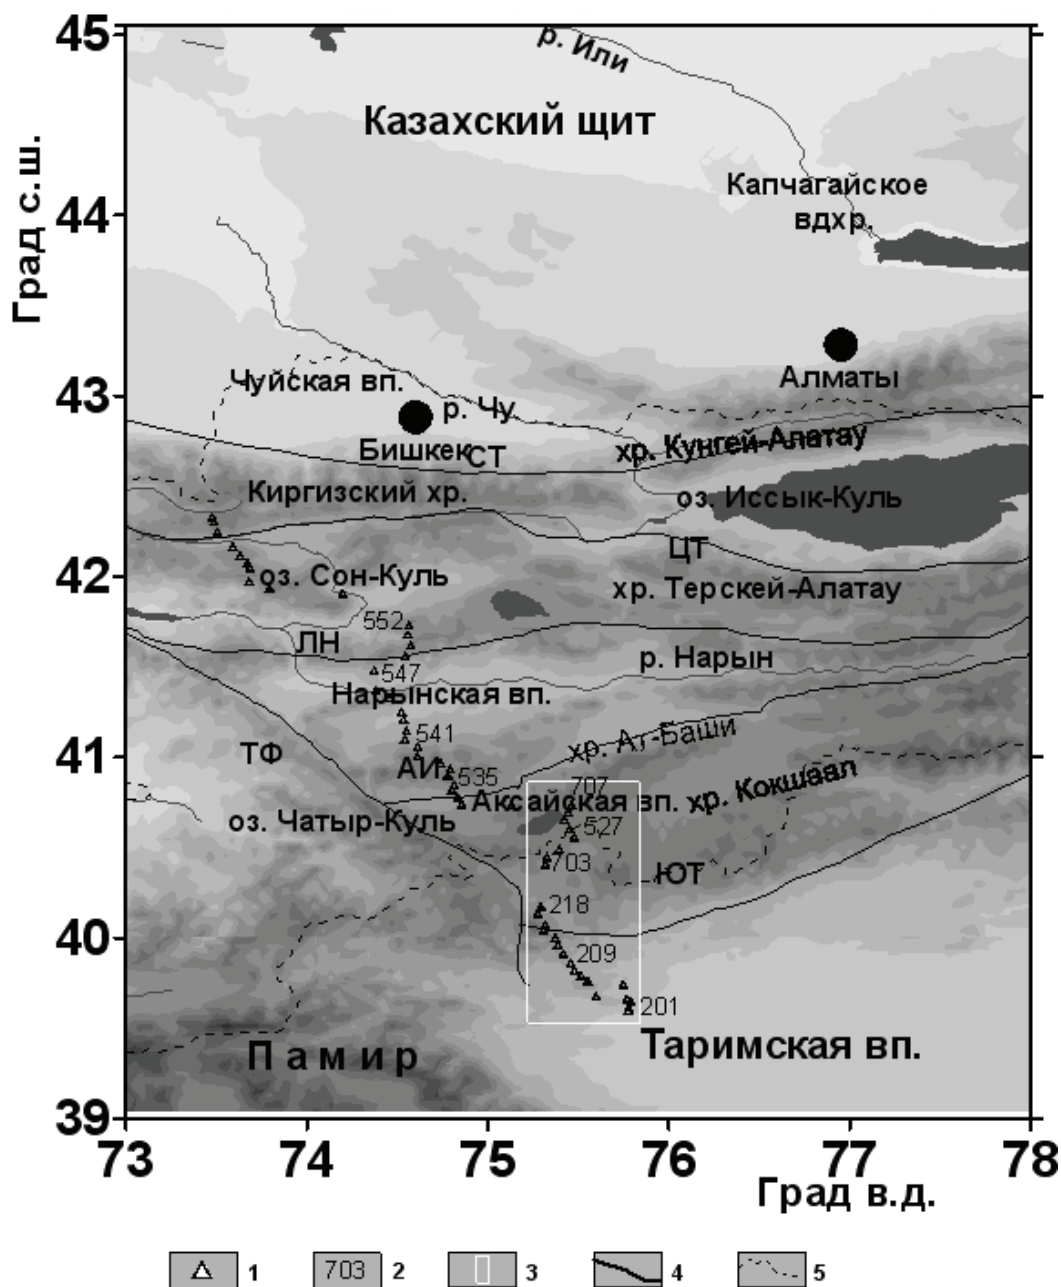 45
р. Или
Казахский щит
Град с.ш.
Капчагайское
вдхр.
44
Алматы
Чуйская вп.
43
р. Чу
хр. Кунгей-Алатау
Бишкек
СТ
Киргизский хр.
оз. Иссык-Куль
ЦТ
42
оз. Сон-Куль
хр. Терскей-Алатау
552
ЛН
р. Нарын
547
Нарынская вп.
541
хр. Ат-Баши
ТФ
41
АИ
535
707
Аксайская вп.
хр. Кокшаал
оз. Чатыр-Куль
527
703
ЮТ
218
40
209
201
Таримская вп.
Памир
39
73
74
75
76
77
78
Град в.д.
1
703
2
3
4
5